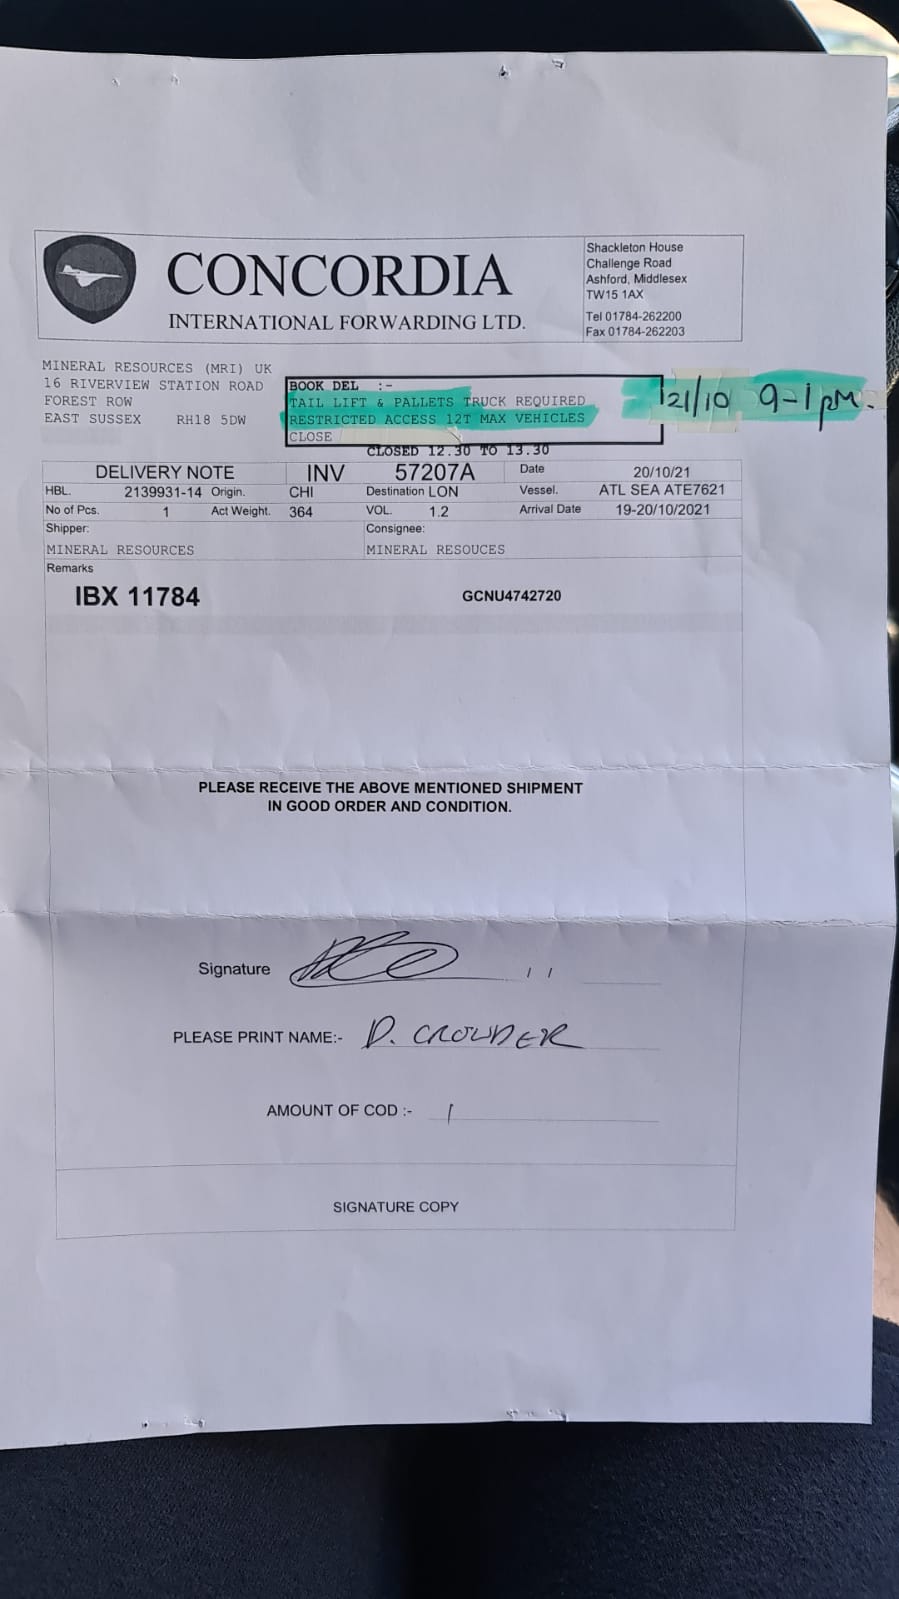 CONCORDIA
INTERNATIONAL FORWARDING LTD.
Shackleton House
Challenge Road
Ashford, Middlesex
TW15 1AX
Tel 01784-262200
Fax 01784-262203
MINERAL RESOURCES (MRI) UK
16 RIVERVIEW STATION ROAD
FOREST ROW
EAST SUSSEX RH18 5DW
BOOK DEL :-
TAIL LIFT & PALLETS TRUCK REQUIRED
RESTRICTED ACCESS 12T MAX VEHICLES
CLOSE
CLOSED 12.30 TO 13.30
21/10 9-1pm.
DELIVERY NOTE INV 57207A Date 20/10/21
HBL. 2139931-14 Origin. CHI Destination LON Vessel. ATL SEA ATE7621
No of Pcs. 1 Act Weight. 364 VOL. 1.2 Arrival Date 19-20/10/2021
Shipper: Consignee:
MINERAL RESOURCES MINERAL RESOUCES
Remarks
IBX 11784 GCNU4742720
PLEASE RECEIVE THE ABOVE MENTIONED SHIPMENT
IN GOOD ORDER AND CONDITION.
Signature
PLEASE PRINT NAME:- D. CROWDER
AMOUNT OF COD :- 1
SIGNATURE COPY